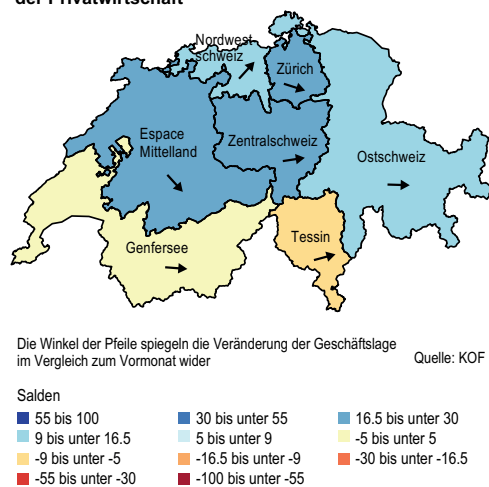 der Privatwirtschaft
Nordwest
schweiz
Zürich
Espace
Mittelland
Zentralschweiz
Ostschweiz
Genfersee
Tessin
Die Winkel der Pfeile spiegeln die Veränderung der Geschäftslage
im Vergleich zum Vormonat wider
Quelle: KOF
Salden
55 bis 100
30 bis unter 55
16.5 bis unter 30
9 bis unter 16.5
5 bis unter 9
-5 bis unter 5
-9 bis unter -5
-16.5 bis unter -9
-30 bis unter -16.5
-55 bis unter -30
-100 bis unter -55